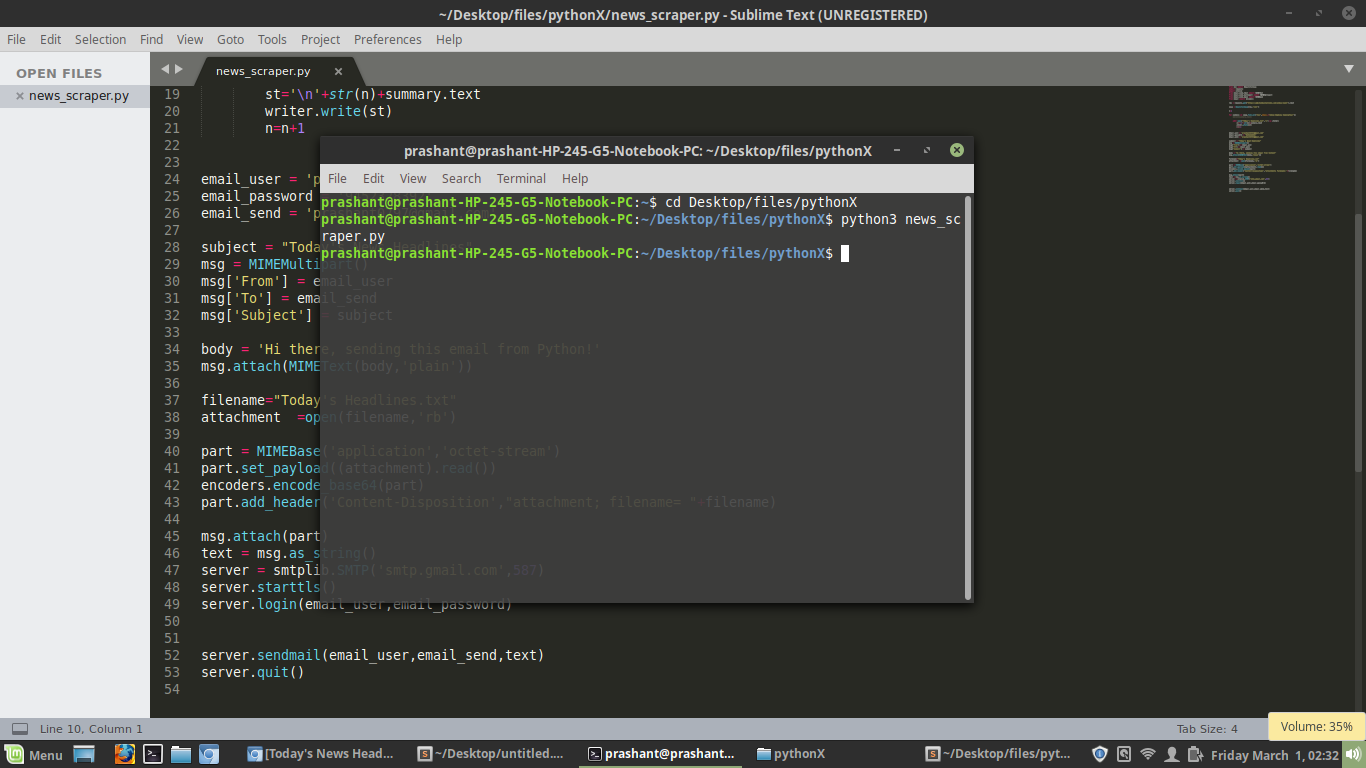 ~/Desktop/files/pythonX/news_scraper.py - Sublime Text (UNREGISTERED)
File Edit Selection Find View Goto Tools Project Preferences Help
OPEN FILES
news_scraper.py
news_scraper.py
19 st='\n'+str(n)+summary.text
20 writer.write(st)
21 n=n+1
22
23
24 email_user = 'p
25 email_password
26 email_send = 'p
27
28 subject = "Today's Headlines"
29 msg = MIMEMultipart()
30 msg['From'] = email_user
31 msg['To'] = email_send
32 msg['Subject'] = subject
33
34 body = 'Hi there, sending this email from Python!'
35 msg.attach(MIMEText(body,'plain'))
36
37 filename="Today's Headlines.txt"
38 attachment  =open(filename,'rb')
39
40 part = MIMEBase('application','octet-stream')
41 part.set_payload((attachment).read())
42 encoders.encode_base64(part)
43 part.add_header('Content-Disposition',"attachment; filename= "+filename)
44
45 msg.attach(part)
46 text = msg.as_string()
47 server = smtplib.SMTP('smtp.gmail.com',587)
48 server.starttls()
49 server.login(email_user,email_password)
50
51
52 server.sendmail(email_user,email_send,text)
53 server.quit()
54
prashant@prashant-HP-245-G5-Notebook-PC: ~/Desktop/files/pythonX
File Edit View Search Terminal Help
prashant@prashant-HP-245-G5-Notebook-PC:~$ cd Desktop/files/pythonX
prashant@prashant-HP-245-G5-Notebook-PC:~/Desktop/files/pythonX$ python3 news_sc
raper.py
prashant@prashant-HP-245-G5-Notebook-PC:~/Desktop/files/pythonX$
Line 10, Column 1
Tab Size: 4
Volume: 35%
Menu
[Today's News Head...
~/Desktop/untitled....
prashant@prashant...
pythonX
~/Desktop/files/pyt...
Friday March 1, 02:32